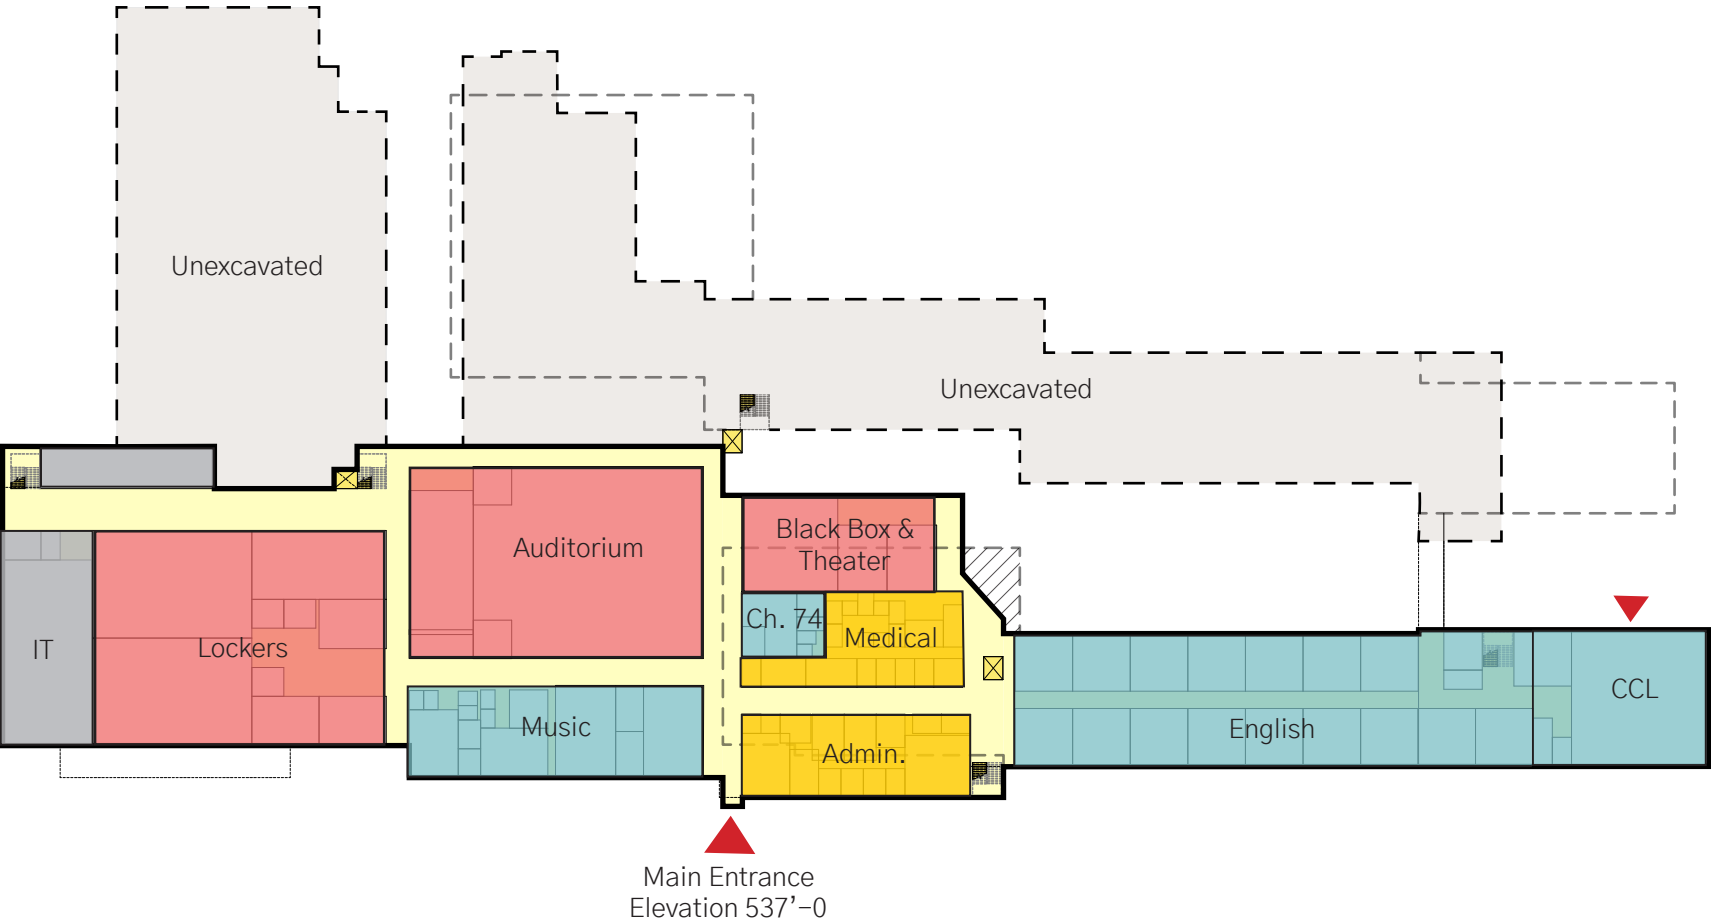 Unexcavated
Unexcavated
Black Box &
Theater
Auditorium
Ch. 74
Medical
IT
Lockers
CCL
Music
English
Admin.
Main Entrance
Elevation 537’-0